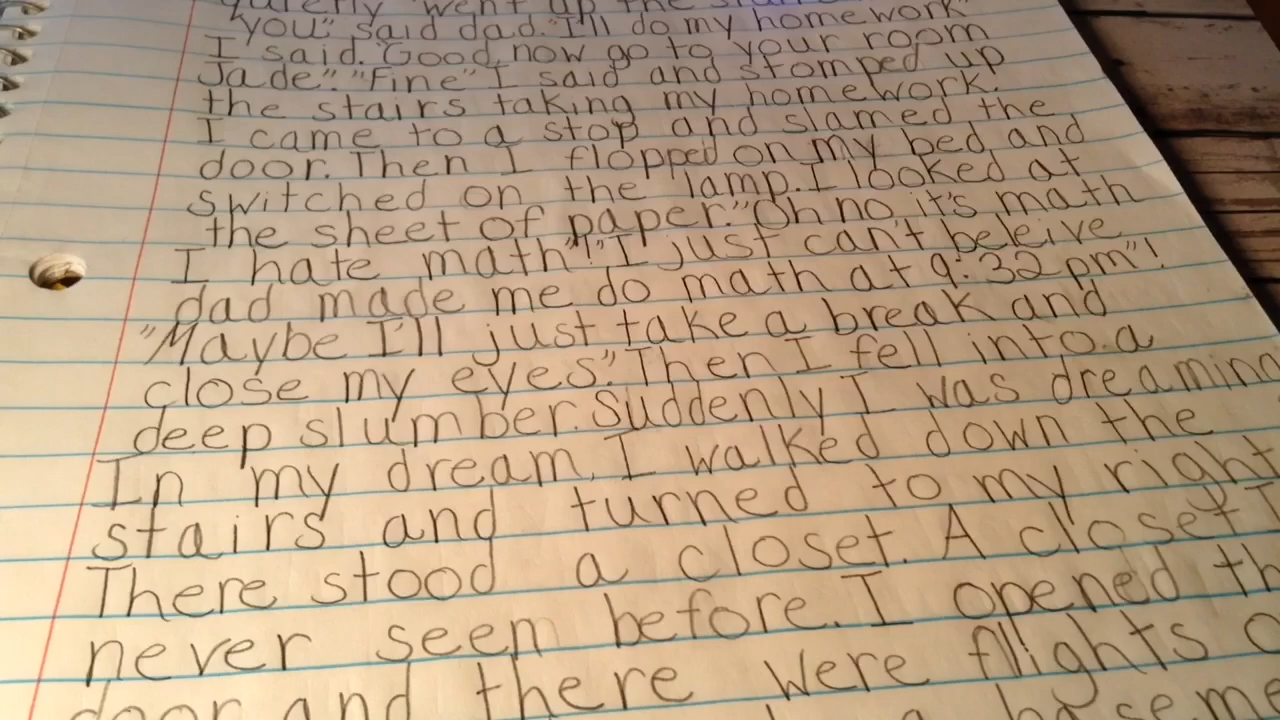 quietly went up the
you." said dad. "I'll do my homework"
I said. "Good, now go to your room
Jade." "Fine" I said and stomped up
the stairs taking my homework.
I came to a stop and slamed the
door. Then I flopped on my bed and
switched on the lamp. I looked at
the sheet of paper. "Oh no it's math
I hate math"! "I just can't beleive
dad made me do math at 9:32 pm"!
"Maybe I'll just take a break and
close my eyes." Then I fell into a
deep slumber. Suddenly I was dreaming
In my dream, I walked down the
stairs and turned to my right
There stood a closet. A closet I
never seen before. I opened th
door and there were flights o
a baseme